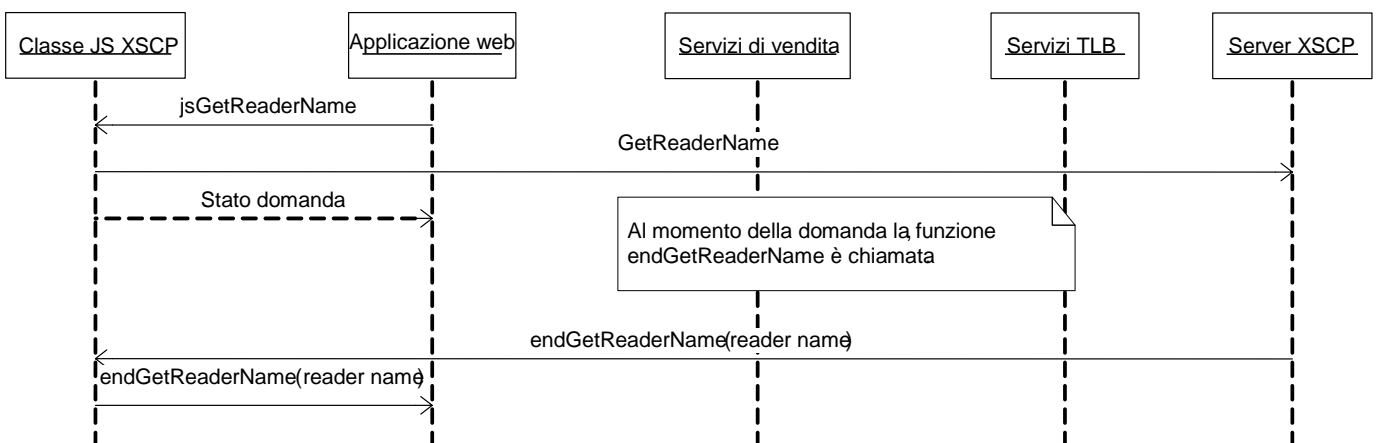 Classe JS XSCP
Applicazione web
Servizi di vendita
Servizi TLB
Server XSCP
jsGetReaderName
GetReaderName
Stato domanda
Al momento della domanda la, funzione
endGetReaderName è chiamata
endGetReaderName(reader name)
endGetReaderName(reader name)